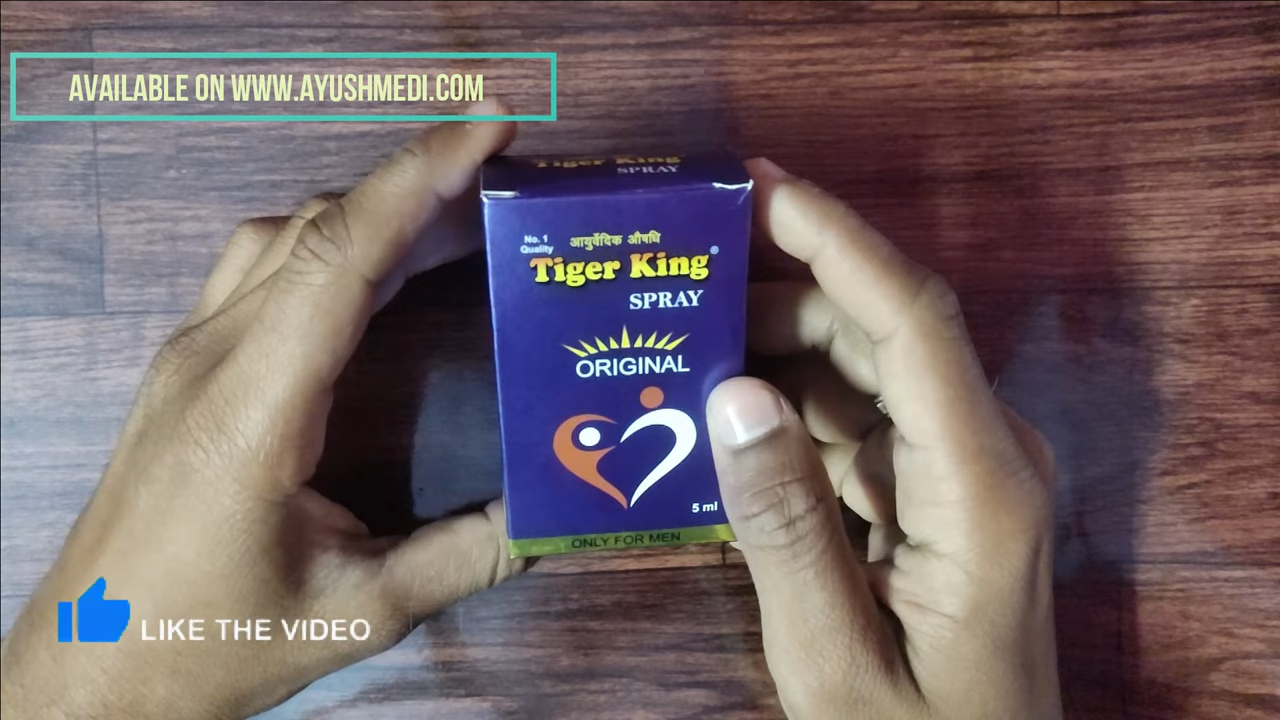 AVAILABLE ON WWW.AYUSHMEDI.COM
Tiger King
SPRAY
No. 1
Quality
आयुर्वेदिक औषधि
Tiger King®
SPRAY
ORIGINAL
5 ml
ONLY FOR MEN
LIKE THE VIDEO